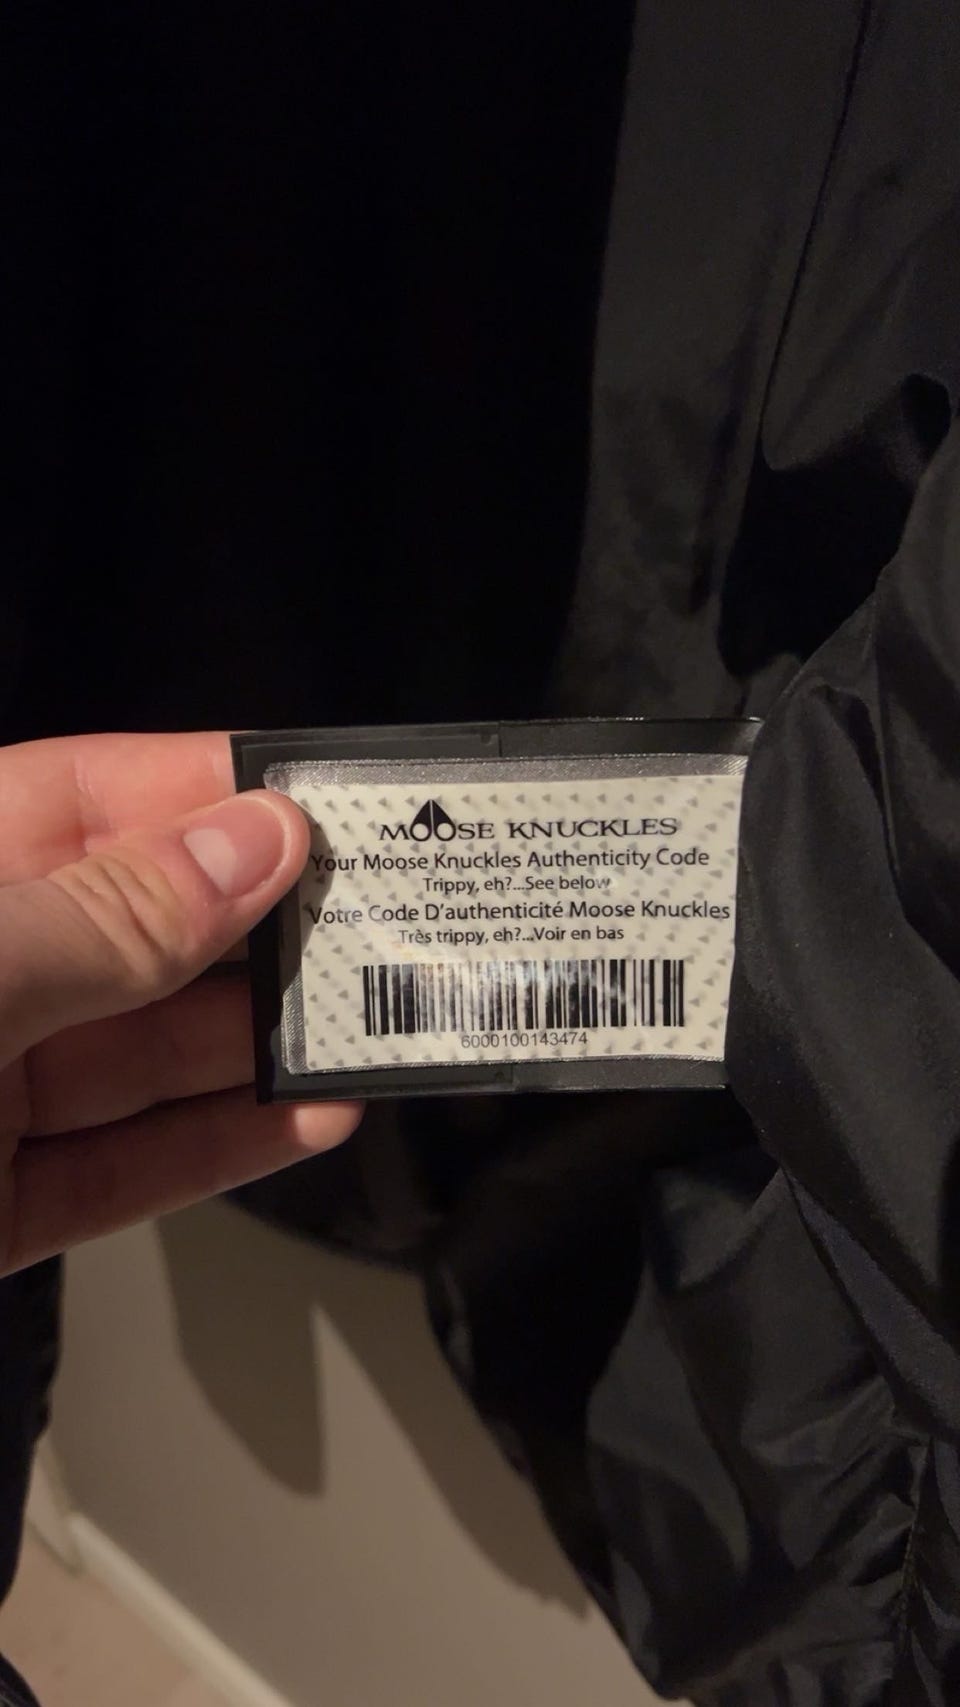 MOOSE KNUCKLES
Your Moose Knuckles Authenticity Code
Trippy, eh?...See below
Votre Code D'authenticité Moose Knuckles
Très trippy, eh?...Voir en bas
6000100143474